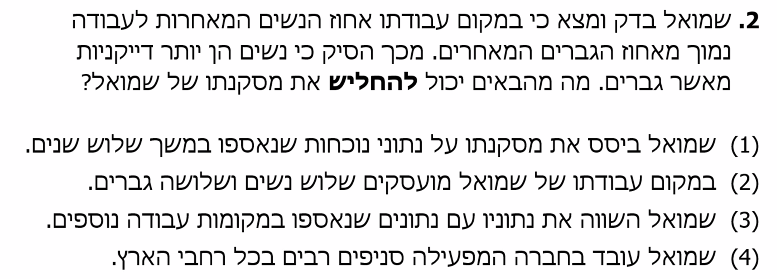 2. שמואל בדק ומצא כי במקום עבודתו אחוז הנשים המאחרות לעבודה
נמוך מאחוז הגברים המאחרים. מכך הסיק כי נשים הן יותר דייקניות
מאשר גברים. מה מהבאים יכול להחליש את מסקנתו של שמואל?
(1) שמואל ביסס את מסקנתו על נתוני נוכחות שנאספו במשך שלוש שנים.
(2) במקום עבודתו של שמואל מועסקים שלוש נשים ושלושה גברים.
(3) שמואל השווה את נתוניו עם נתונים שנאספו במקומות עבודה נוספים.
(4) שמואל עובד בחברה המפעילה סניפים רבים בכל רחבי הארץ.